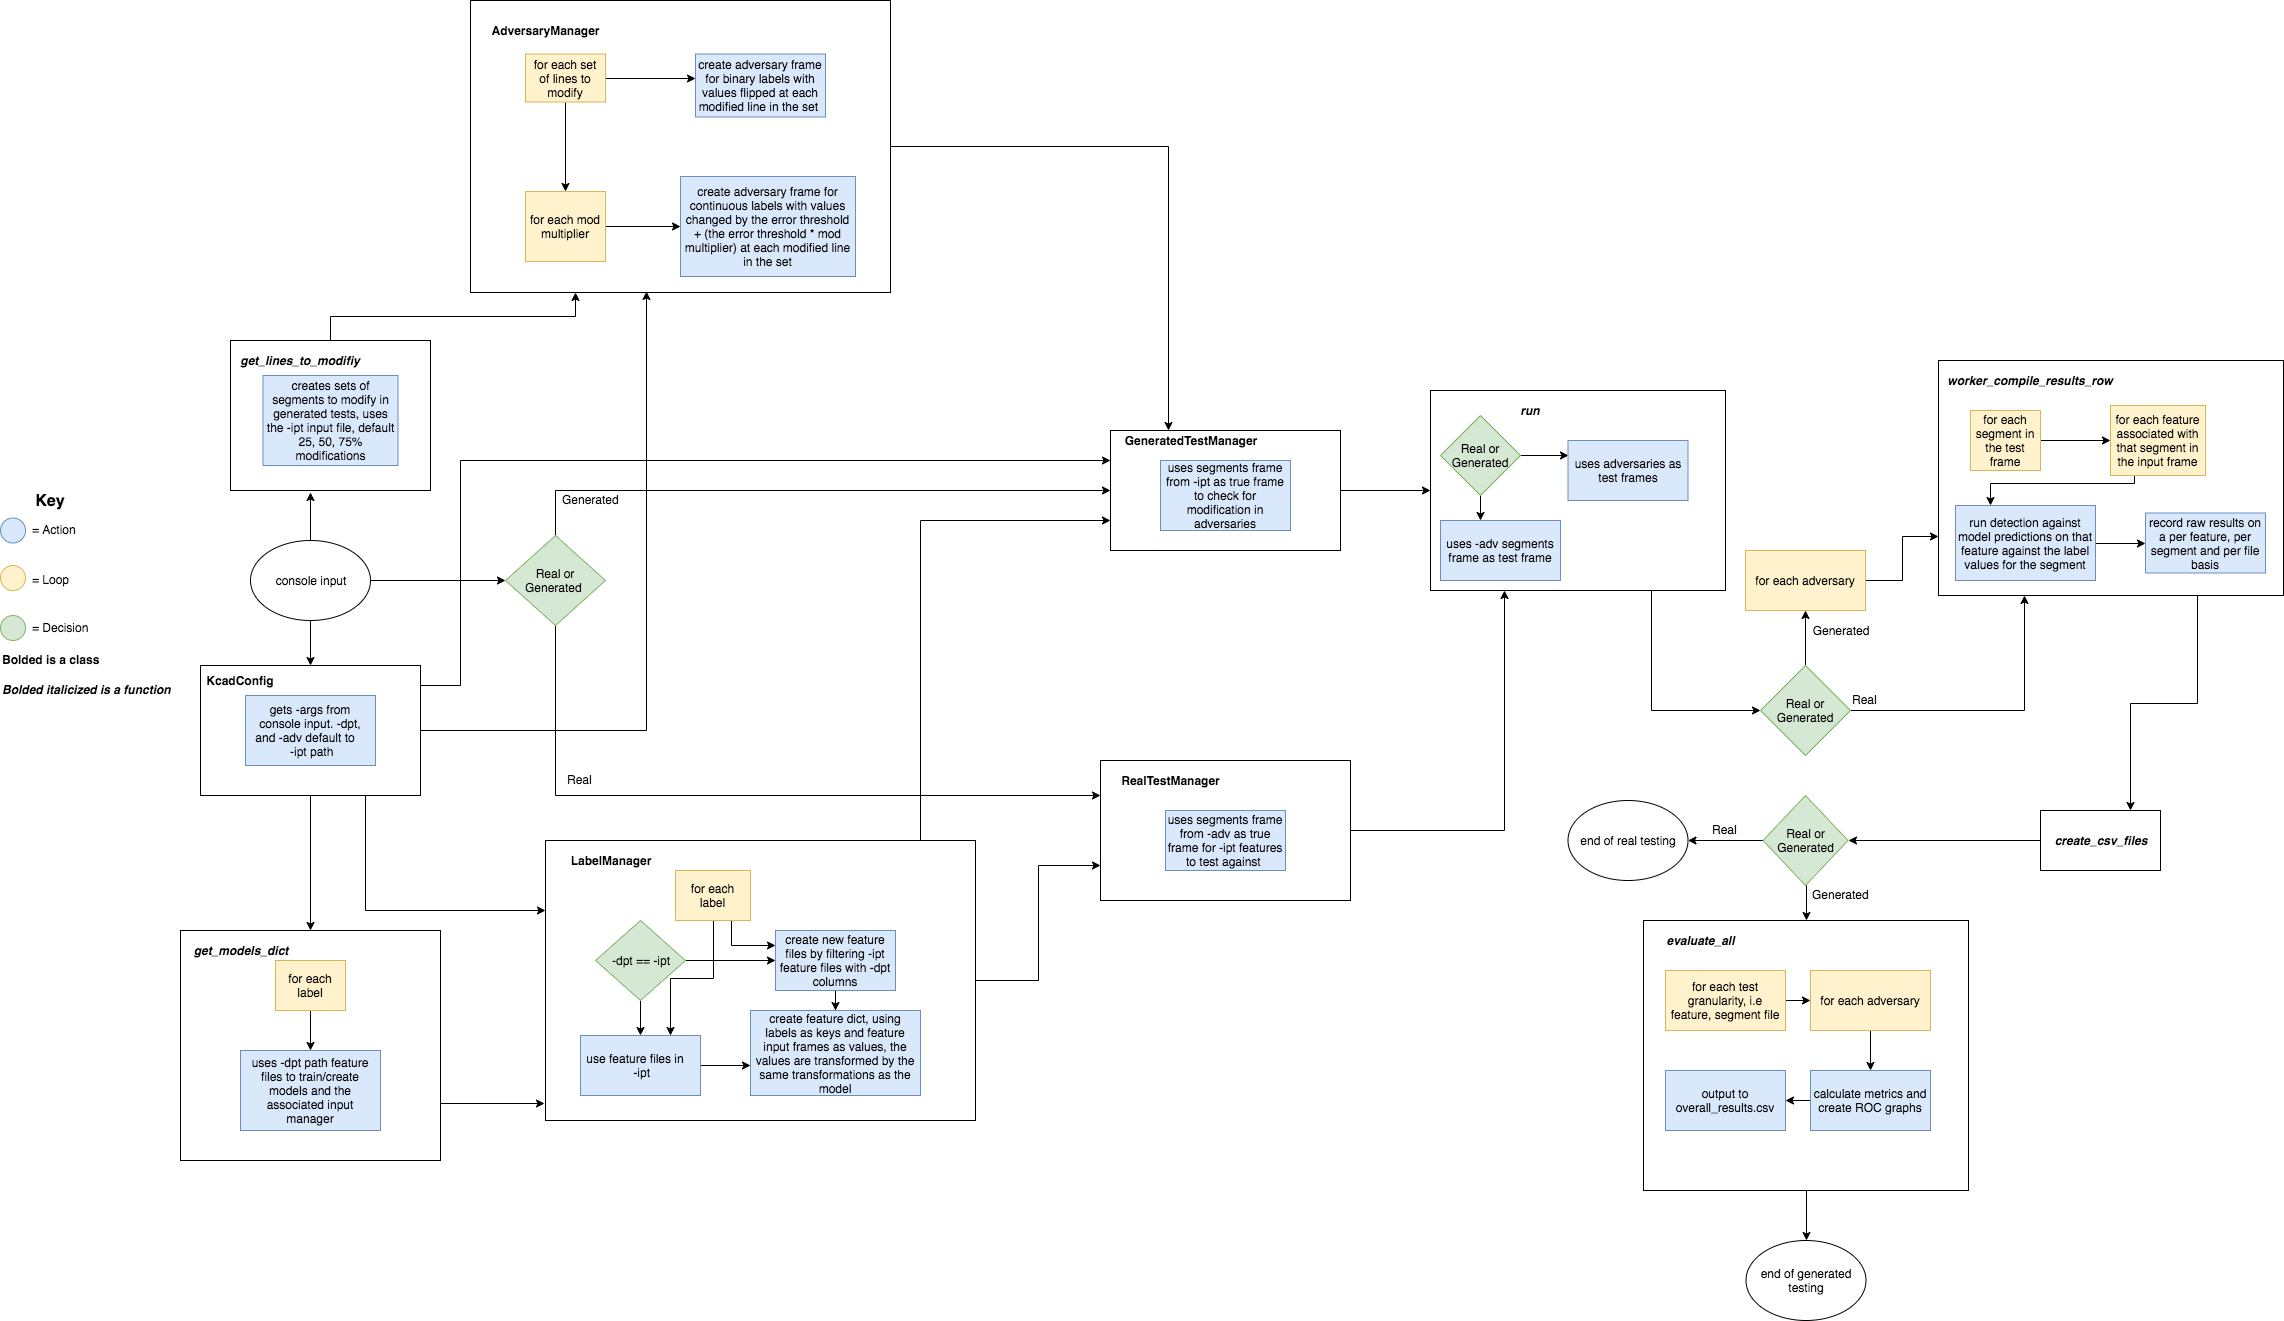 AdversaryManager
for each set
of lines to
modify
create adversary frame
for binary labels with
values flipped at each
modified line in the set
for each mod
multiplier
create adversary frame for
continuous labels with values
changed by the error threshold
+ (the error threshold * mod
multiplier) at each modified line
in the set
get_lines_to_modifiy
creates sets of
segments to modify in
generated tests, uses
the -ipt input file, default
25, 50, 75%
modifications
Key
= Action
= Loop
= Decision
Bolded is a class
Bolded italicized is a function
console input
Real or
Generated
Generated
Real
KcadConfig
gets -args from
console input. -dpt,
and -adv default to
-ipt path
get_models_dict
for each
label
uses -dpt path feature
files to train/create
models and the
associated input
manager
LabelManager
for each
label
-dpt == -ipt
create new feature
files by filtering -ipt
feature files with -dpt
columns
use feature files in
-ipt
create feature dict, using
labels as keys and feature
input frames as values, the
values are transformed by the
same transformations as the
model
GeneratedTestManager
uses segments frame
from -ipt as true frame
to check for
modification in
adversaries
RealTestManager
uses segments frame
from -adv as true
frame for -ipt features
to test against
run
Real or
Generated
uses adversaries as
test frames
uses -adv segments
frame as test frame
for each adversary
Generated
Real or
Generated
Real
worker_compile_results_row
for each
segment in
the test
frame
for each feature
associated with
that segment in
the input frame
run detection against
model predictions on that
feature against the label
values for the segment
record raw results on
a per feature, per
segment and per file
basis
create_csv_files
Real or
Generated
Real
end of real testing
Generated
evaluate_all
for each test
granularity, i.e
feature, segment file
for each adversary
output to
overall_results.csv
calculate metrics and
create ROC graphs
end of generated
testing